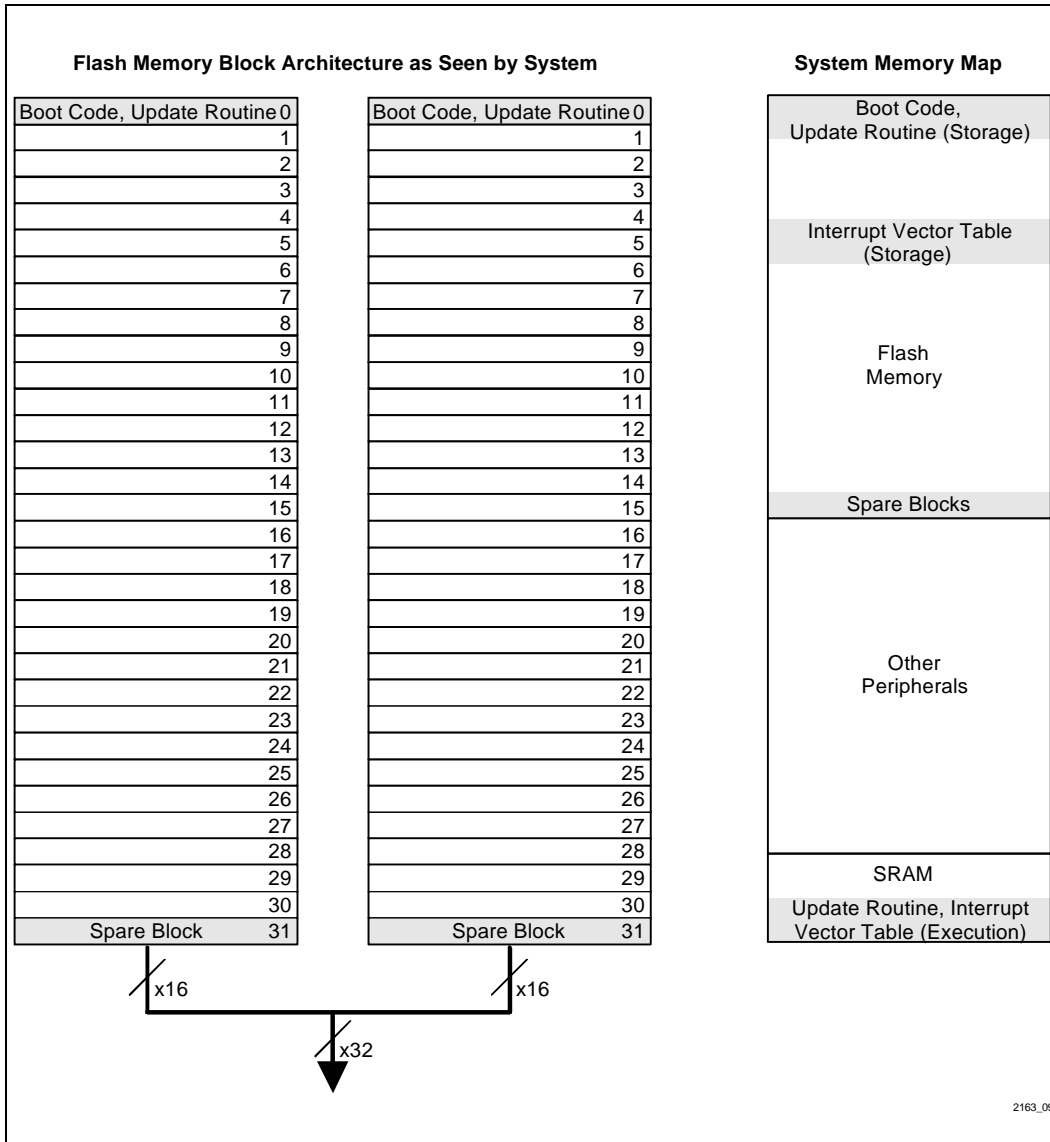 Flash Memory Block Architecture as Seen by System
Boot Code, Update Routine 0
1
2
3
4
5
6
7
8
9
10
11
12
13
14
15
16
17
18
19
20
21
22
23
24
25
26
27
28
29
30
Spare Block 31
x16
Boot Code, Update Routine 0
1
2
3
4
5
6
7
8
9
10
11
12
13
14
15
16
17
18
19
20
21
22
23
24
25
26
27
28
29
30
Spare Block 31
x16
x32
System Memory Map
Boot Code,
Update Routine (Storage)
Interrupt Vector Table
(Storage)
Flash
Memory
Spare Blocks
Other
Peripherals
SRAM
Update Routine, Interrupt
Vector Table (Execution)